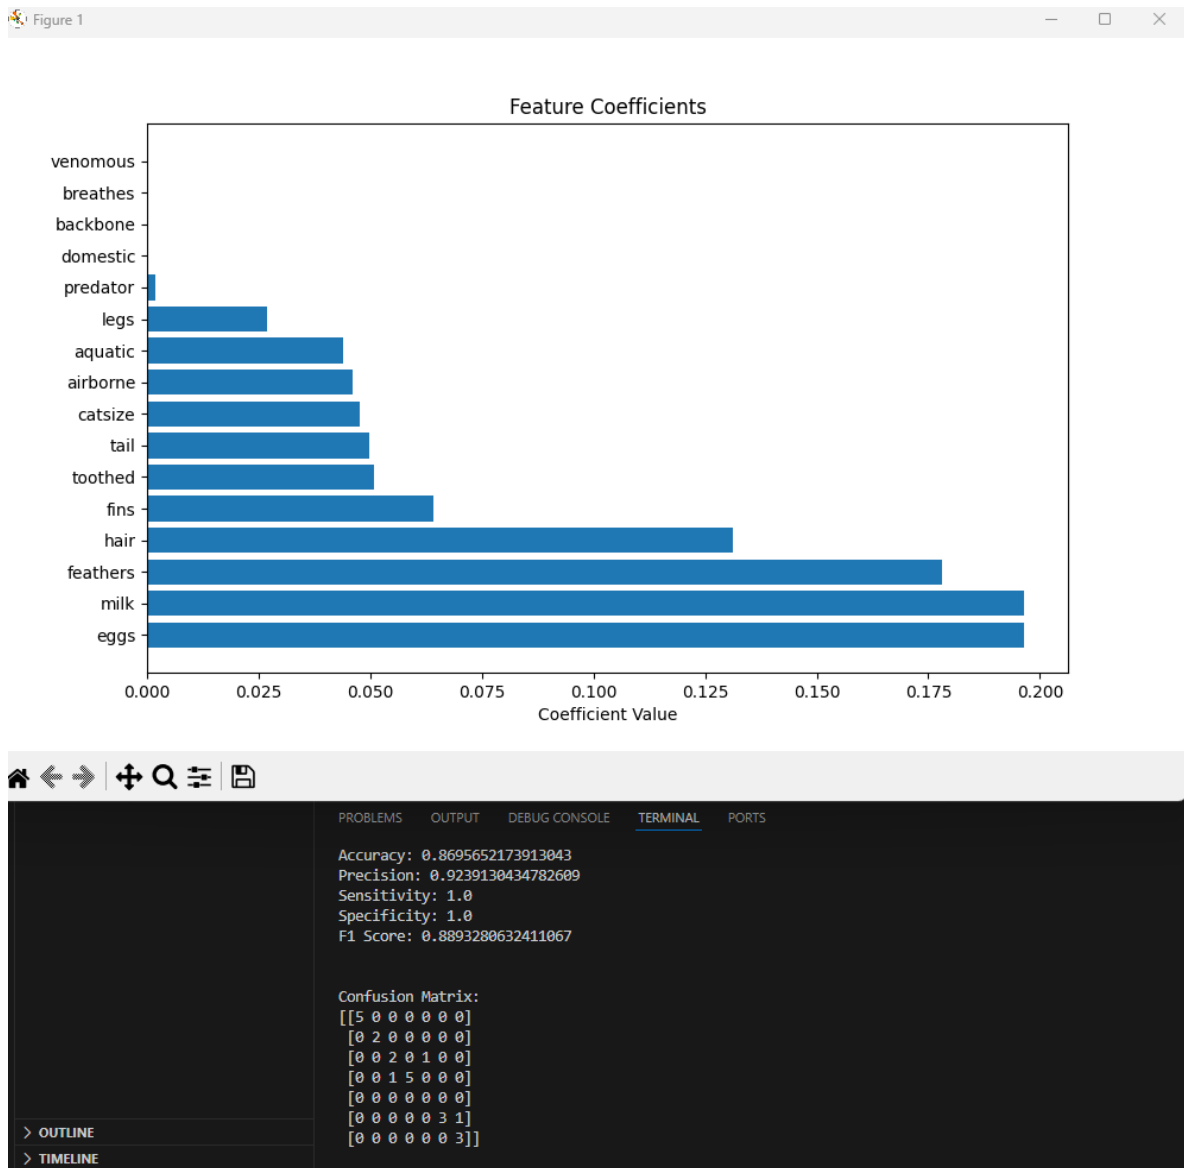 Figure 1
Feature Coefficients
venomous
breathes
backbone
domestic
predator
legs
aquatic
airborne
catsize
tail
toothed
fins
hair
feathers
milk
eggs
0.000 0.025 0.050 0.075 0.100 0.125 0.150 0.175 0.200
Coefficient Value
PROBLEMS OUTPUT DEBUG CONSOLE TERMINAL PORTS
Accuracy: 0.8695652173913043
Precision: 0.9239130434782609
Sensitivity: 1.0
Specificity: 1.0
F1 Score: 0.8893280632411067
Confusion Matrix:
[[5 0 0 0 0 0 0]
[0 2 0 0 0 0 0]
[0 0 2 0 1 0 0]
[0 0 1 5 0 0 0]
[0 0 0 0 0 0 0]
[0 0 0 0 0 3 1]
[0 0 0 0 0 0 3]]
OUTLINE
TIMELINE